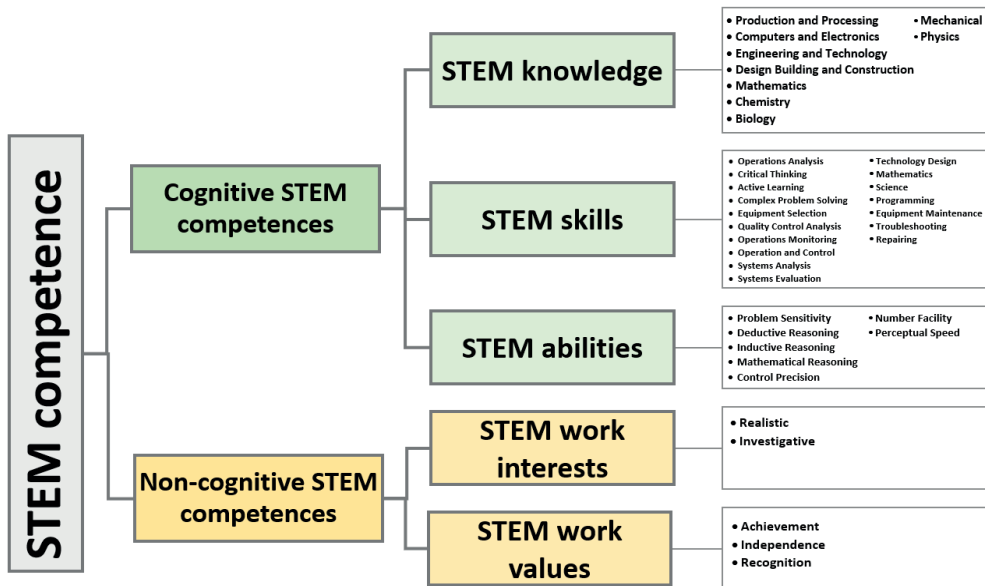 STEM competence
Cognitive STEM
competences
STEM knowledge
• Production and Processing
• Computers and Electronics
• Engineering and Technology
• Design Building and Construction
• Mathematics
• Chemistry
• Biology
• Mechanical
• Physics
STEM skills
• Operations Analysis
• Critical Thinking
• Active Learning
• Complex Problem Solving
• Equipment Selection
• Quality Control Analysis
• Operations Monitoring
• Operation and Control
• Systems Analysis
• Systems Evaluation
• Technology Design
• Mathematics
• Science
• Programming
• Equipment Maintenance
• Troubleshooting
• Repairing
STEM abilities
• Problem Sensitivity
• Deductive Reasoning
• Inductive Reasoning
• Mathematical Reasoning
• Control Precision
• Number Facility
• Perceptual Speed
Non-cognitive STEM
competences
STEM work
interests
• Realistic
• Investigative
STEM work
values
• Achievement
• Independence
• Recognition